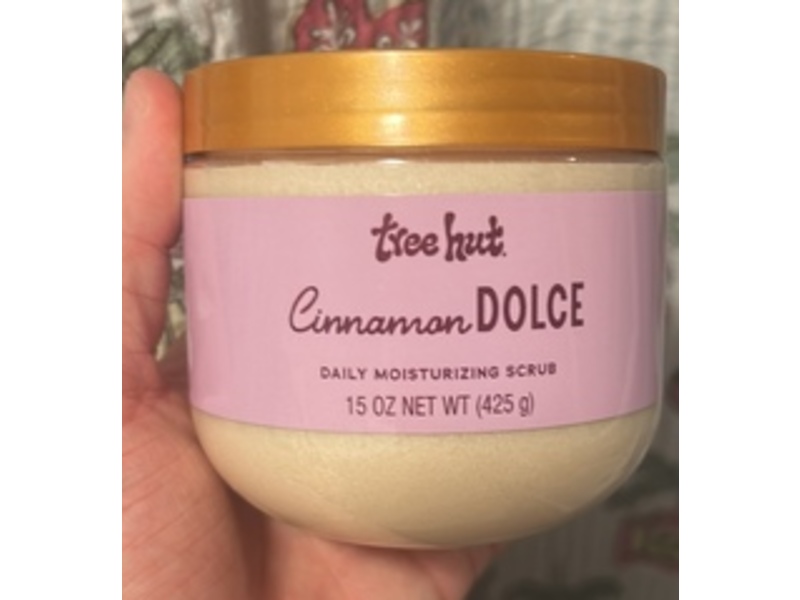 tree hut
Cinnamon DOLCE
DAILY MOISTURIZING SCRUB
15 OZ NET WT (425 g)